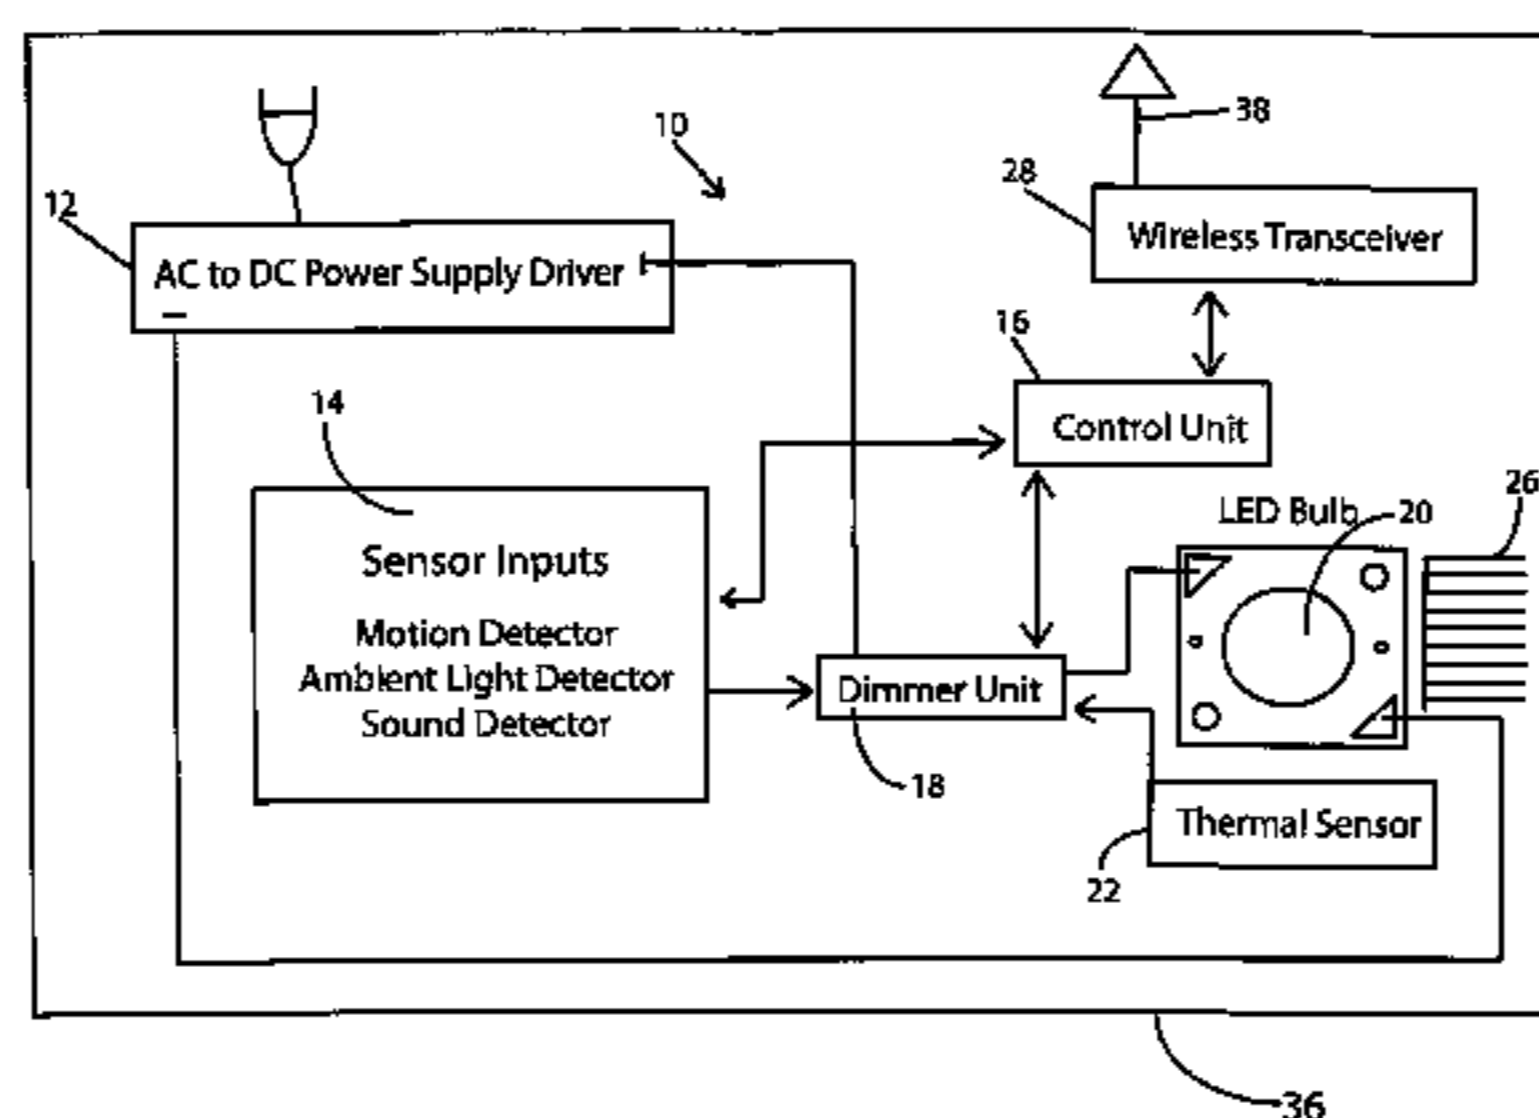 10
38
28
12
Wireless Transceiver
AC to DC Power Supply Driver
16
14
Control Unit
26
LED Bulb
20
Sensor Inputs
Motion Detector
Ambient Light Detector
Sound Detector
Dimmer Unit
18
Thermal Sensor
22
36